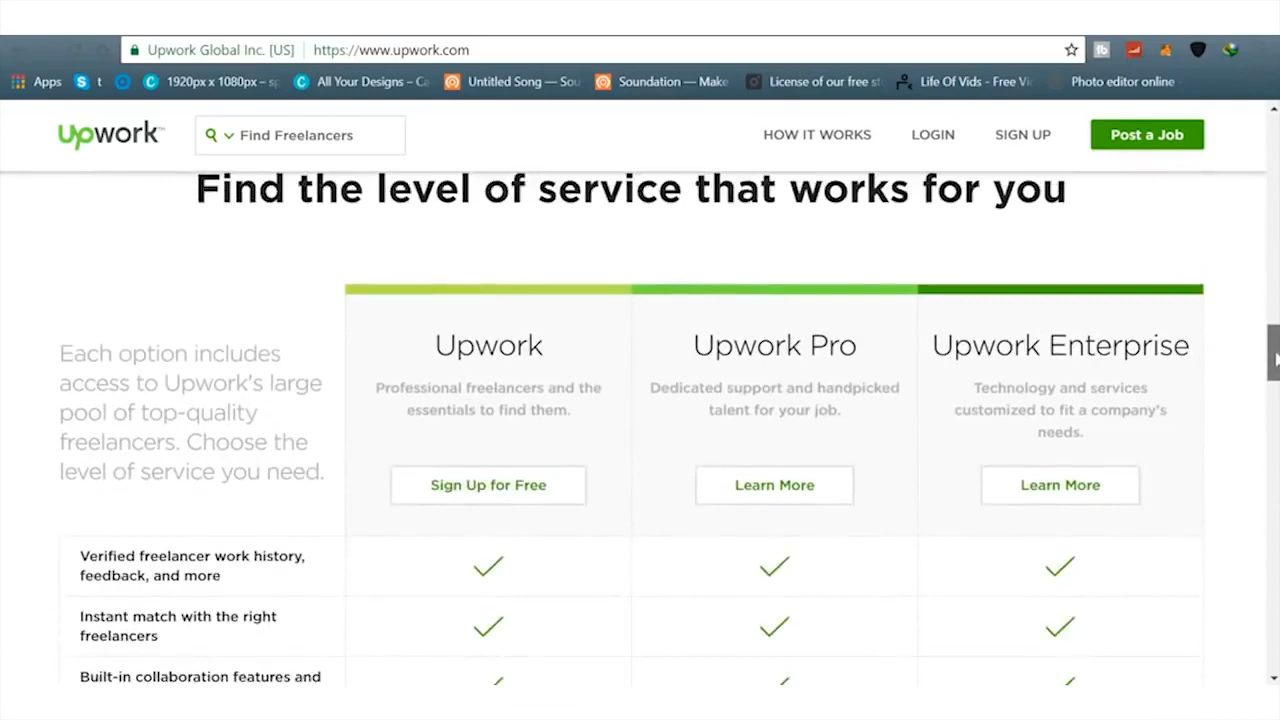 Upwork Global Inc. [US] https://www.upwork.com
Apps t 1920px x 1080px – sp All Your Designs – Ca Untitled Song — Sou Soundation — Make License of our free st Life Of Vids - Free Vi Photo editor online
upwork Find Freelancers HOW IT WORKS LOGIN SIGN UP Post a Job
Find the level of service that works for you
Each option includes
access to Upwork's large
pool of top-quality
freelancers. Choose the
level of service you need.
Upwork
Professional freelancers and the
essentials to find them.
Sign Up for Free
Upwork Pro
Dedicated support and handpicked
talent for your job.
Learn More
Upwork Enterprise
Technology and services
customized to fit a company's
needs.
Learn More
Verified freelancer work history,
feedback, and more
Instant match with the right
freelancers
Built-in collaboration features and